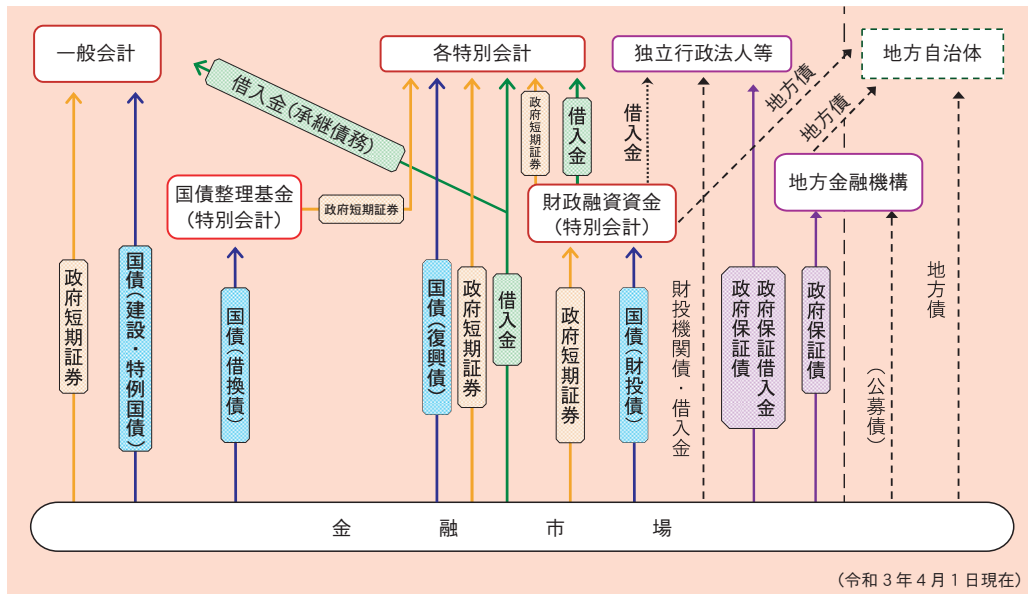 一般会計
各特別会計
独立行政法人等
地方自治体
借入金（承継債務）
政府短期証券
借入金
借入金
地方債
地方債
国債整理基金
（特別会計）
政府短期証券
財政融資資金
（特別会計）
地方金融機構
政府短期証券
国債（建設・特例国債）
国債（借換債）
国債（復興債）
政府短期証券
借入金
政府短期証券
国債（財投債）
財投機関債・借入金
政府保証借入金
政府保証債
政府保証債
（公募債）
地方債
金融市場
（令和3年4月1日現在）